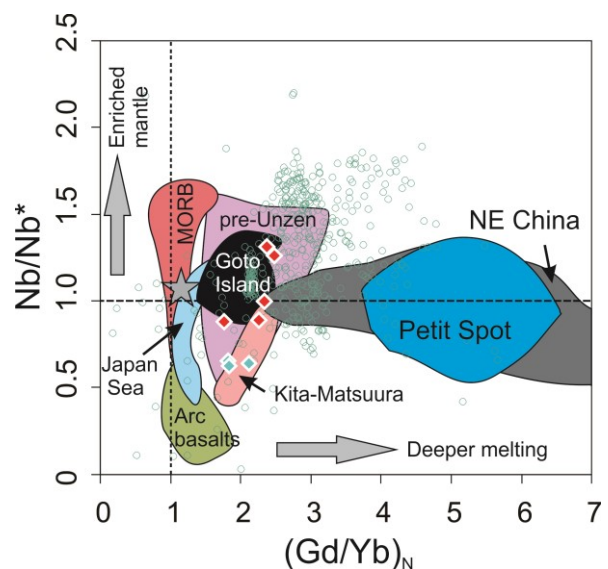 2.5
2.0
1.5
1.0
0.5
0
Nb/Nb*
Enriched
mantle
MORB
pre-Unzen
Goto
Island
NE China
Petit Spot
Japan
Sea
Kita-Matsuura
Arc
basalts
Deeper melting
0 1 2 3 4 5 6 7
(Gd/Yb)N